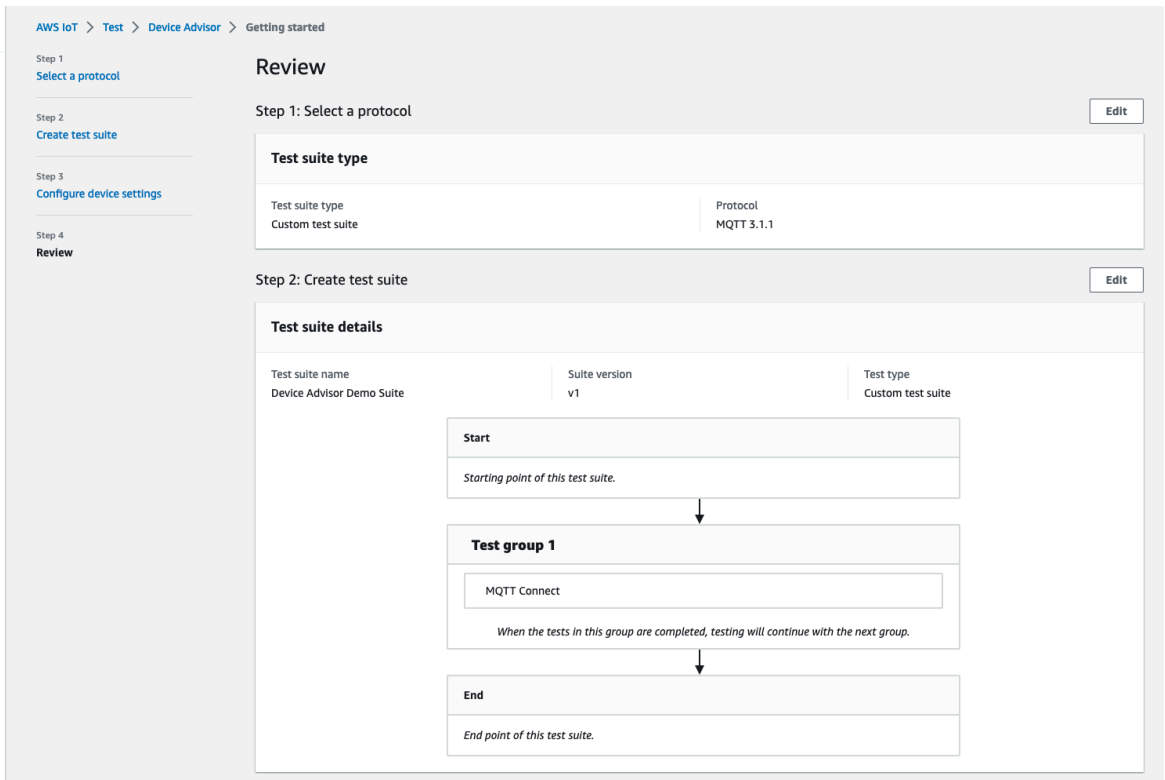 AWS IoT > Test > Device Advisor > Getting started
Step 1
Select a protocol
Step 2
Create test suite
Step 3
Configure device settings
Step 4
Review
Review
Step 1: Select a protocol
Edit
Test suite type
Test suite type
Custom test suite
Protocol
MQTT 3.1.1
Step 2: Create test suite
Edit
Test suite details
Test suite name
Device Advisor Demo Suite
Suite version
v1
Test type
Custom test suite
Start
Starting point of this test suite.
Test group 1
MQTT Connect
When the tests in this group are completed, testing will continue with the next group.
End
End point of this test suite.